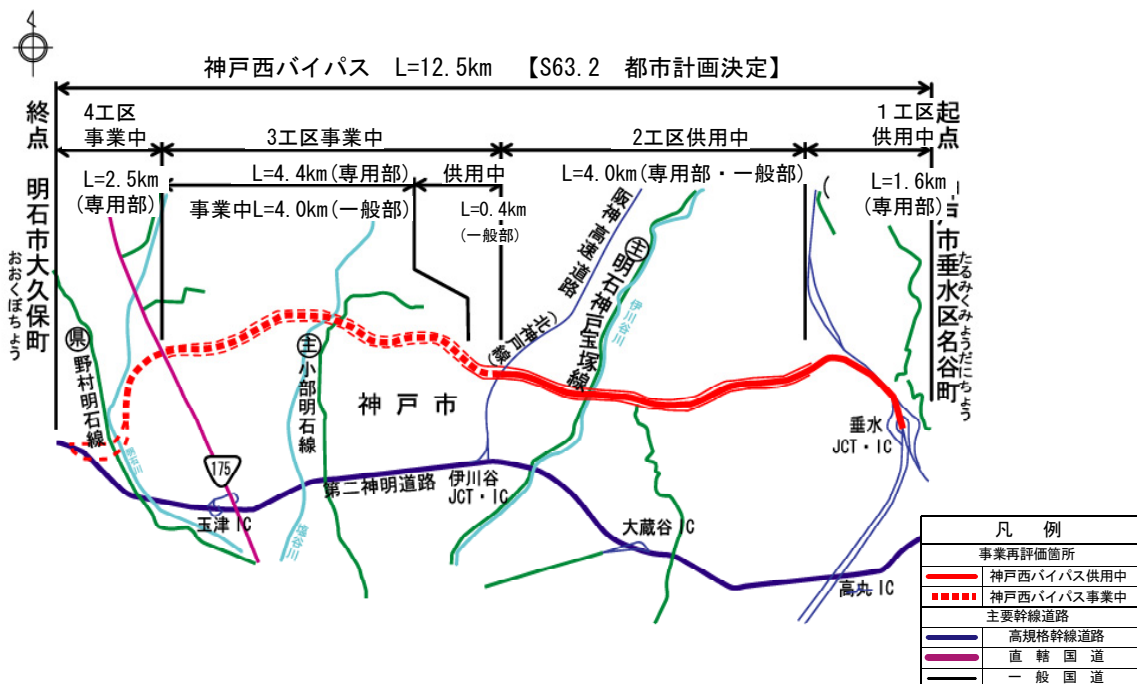 神戸西バイパス L=12.5km 【S63.2 都市計画決定】
終点 明石市大久保町
おおくぼちょう
4工区
事業中
3工区事業中
2工区供用中
1工区
供用中
起点
戸市垂水区名谷町
たるみくみょうだにちょう
L=2.5km
(専用部)
L=4.4km(専用部)
供用中
事業中L=4.0km(一般部)
L=0.4km
(一般部)
L=4.0km(専用部・一般部)
L=1.6km
(専用部)
阪神高速道路
(北神戸線)
主明石神戸宝塚線
伊川谷川
県野村明石線
主小部明石線
神戸市
175
玉津IC
第二神明道路
伊川谷
JCT・IC
大蔵谷IC
高丸IC
垂水
JCT・IC
凡例
事業再評価箇所
神戸西バイパス供用中
神戸西バイパス事業中
主要幹線道路
高規格幹線道路
直轄国道
一般国道